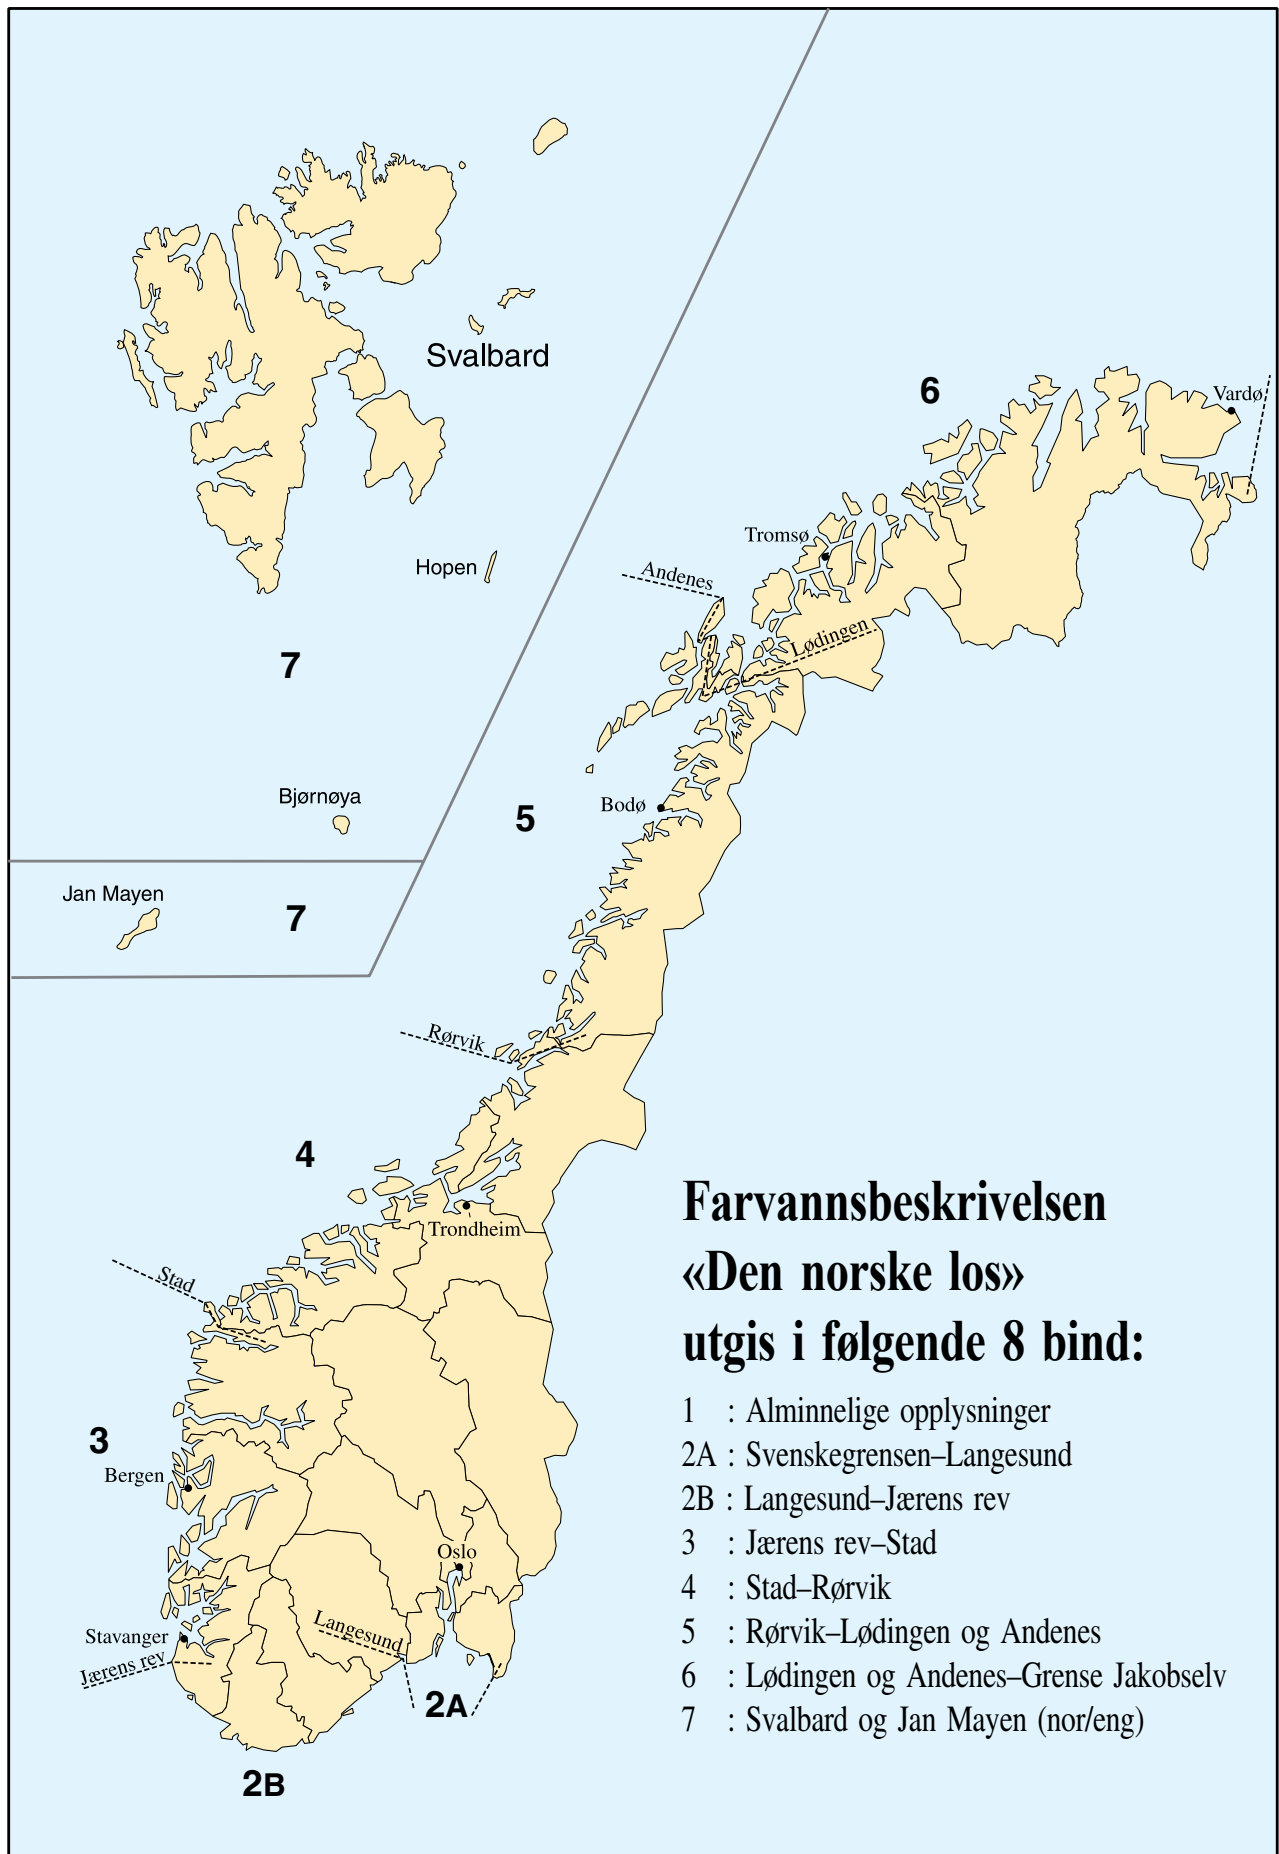 Svalbard
6
Vardø
Tromsø
Hopen
Andenes
Lødingen
7
Bjørnøya
5
Bodø
Jan Mayen
7
Rørvik
4
Trondheim
Stad
3
Bergen
Oslo
Langesund
Stavanger
Jærens rev
2A
2B
Farvannsbeskrivelsen
«Den norske los»
utgis i følgende 8 bind:
1 : Alminnelige opplysninger
2A : Svenskegrensen–Langesund
2B : Langesund–Jærens rev
3 : Jærens rev–Stad
4 : Stad–Rørvik
5 : Rørvik–Lødingen og Andenes
6 : Lødingen og Andenes–Grense Jakobselv
7 : Svalbard og Jan Mayen (nor/eng)